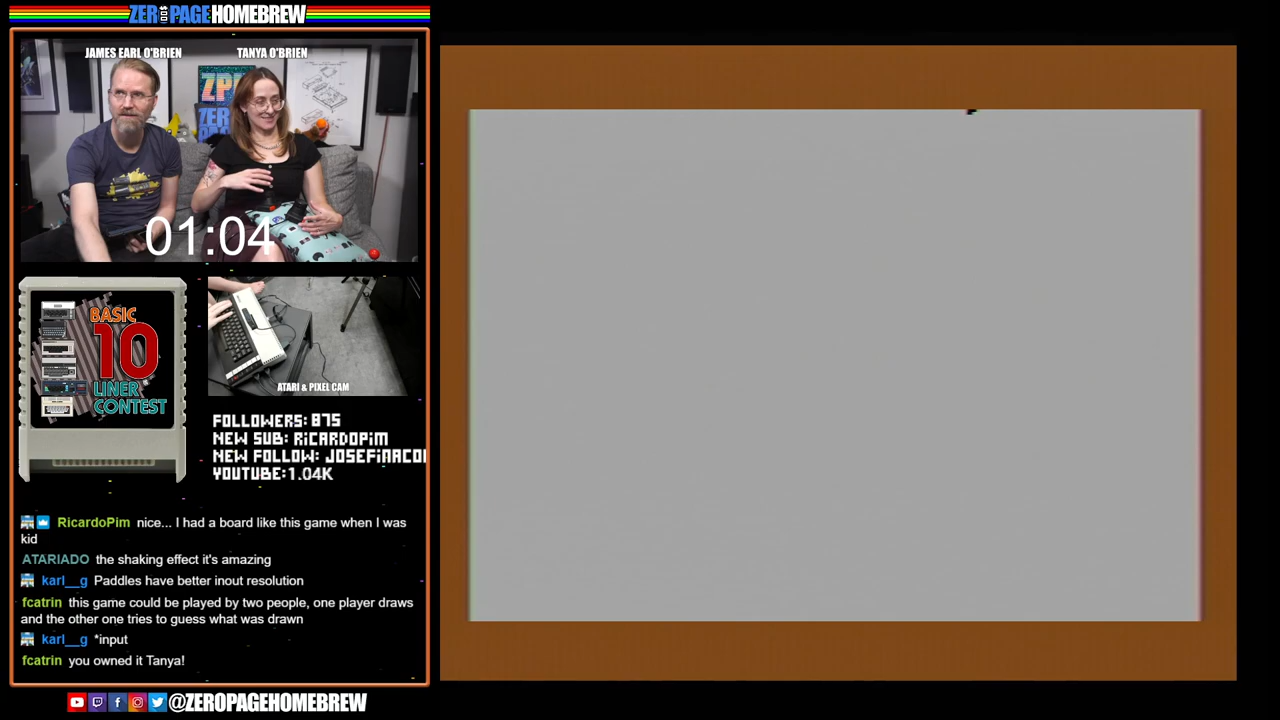 ZERO PAGE HOMEBREW
JAMES EARL O'BRIEN
TANYA O'BRIEN
01:04
BASIC
10
LINER
CONTEST
ATARI & PIXEL CAM
FOLLOWERS: 875
NEW SUB: RICARDOPIM
NEW FOLLOW: JOSEFINACO
YOUTUBE:1.04K
RicardoPim nice... I had a board like this game when I was
kid
ATARIADO the shaking effect it's amazing
karl__g Paddles have better inout resolution
fcatrin this game could be played by two people, one player draws
and the other one tries to guess what was drawn
karl__g *input
fcatrin you owned it Tanya!
@ZEROPAGEHOMEBREW